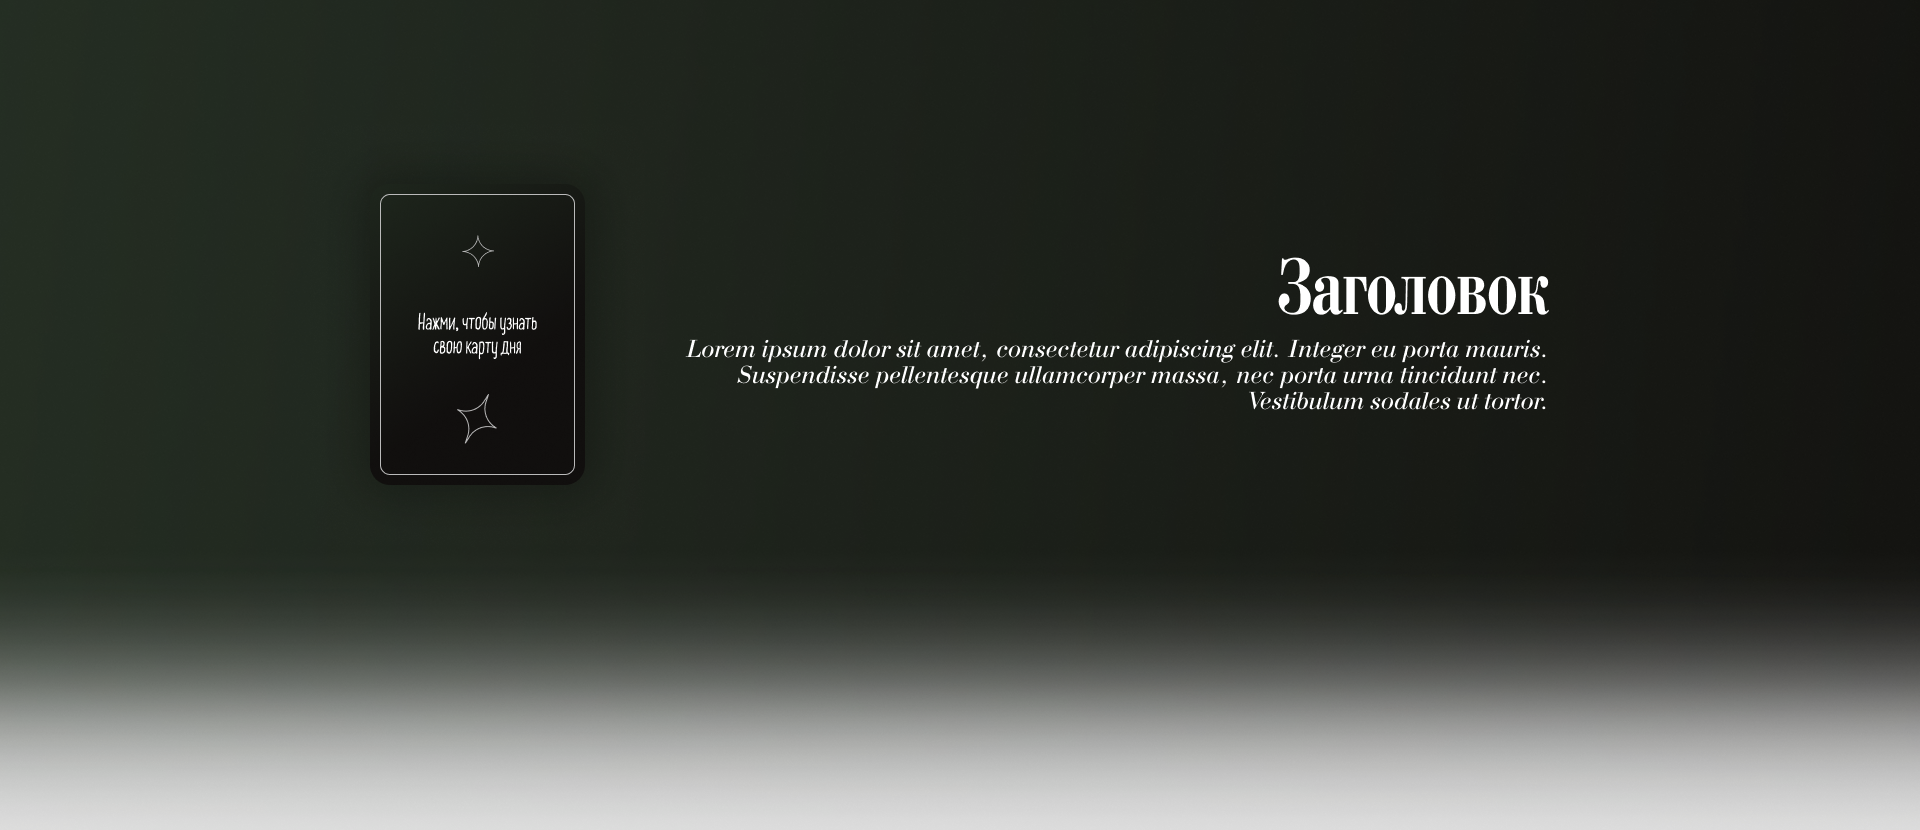 Нажми, чтобы узнать
свою карту дня
Заголовок
Lorem ipsum dolor sit amet, consectetur adipiscing elit. Integer eu porta mauris.
Suspendisse pellentesque ullamcorper massa, nec porta urna tincidunt nec.
Vestibulum sodales ut tortor.